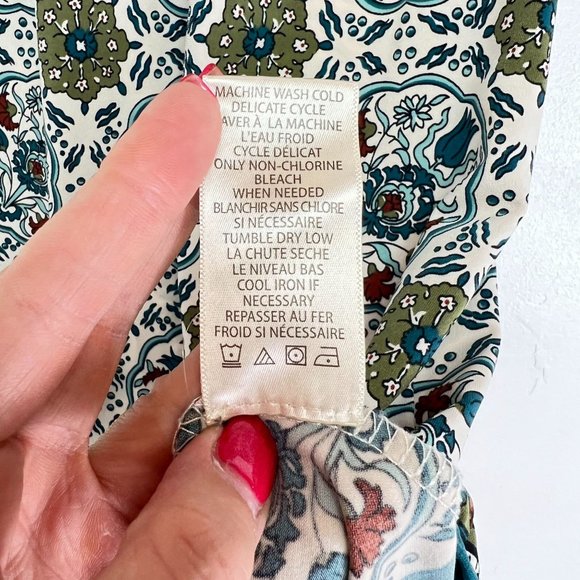 MACHINE WASH COLD
DELICATE CYCLE
AVER À LA MACHINE
L'EAU FROID
CYCLE DÉLICAT
ONLY NON-CHLORINE
BLEACH
WHEN NEEDED
BLANCHIR SANS CHLORE
SI NÉCESSAIRE
TUMBLE DRY LOW
LA CHUTE SECHE
LE NIVEAU BAS
COOL IRON IF
NECESSARY
REPASSER AU FER
FROID SI NÉCESSAIRE